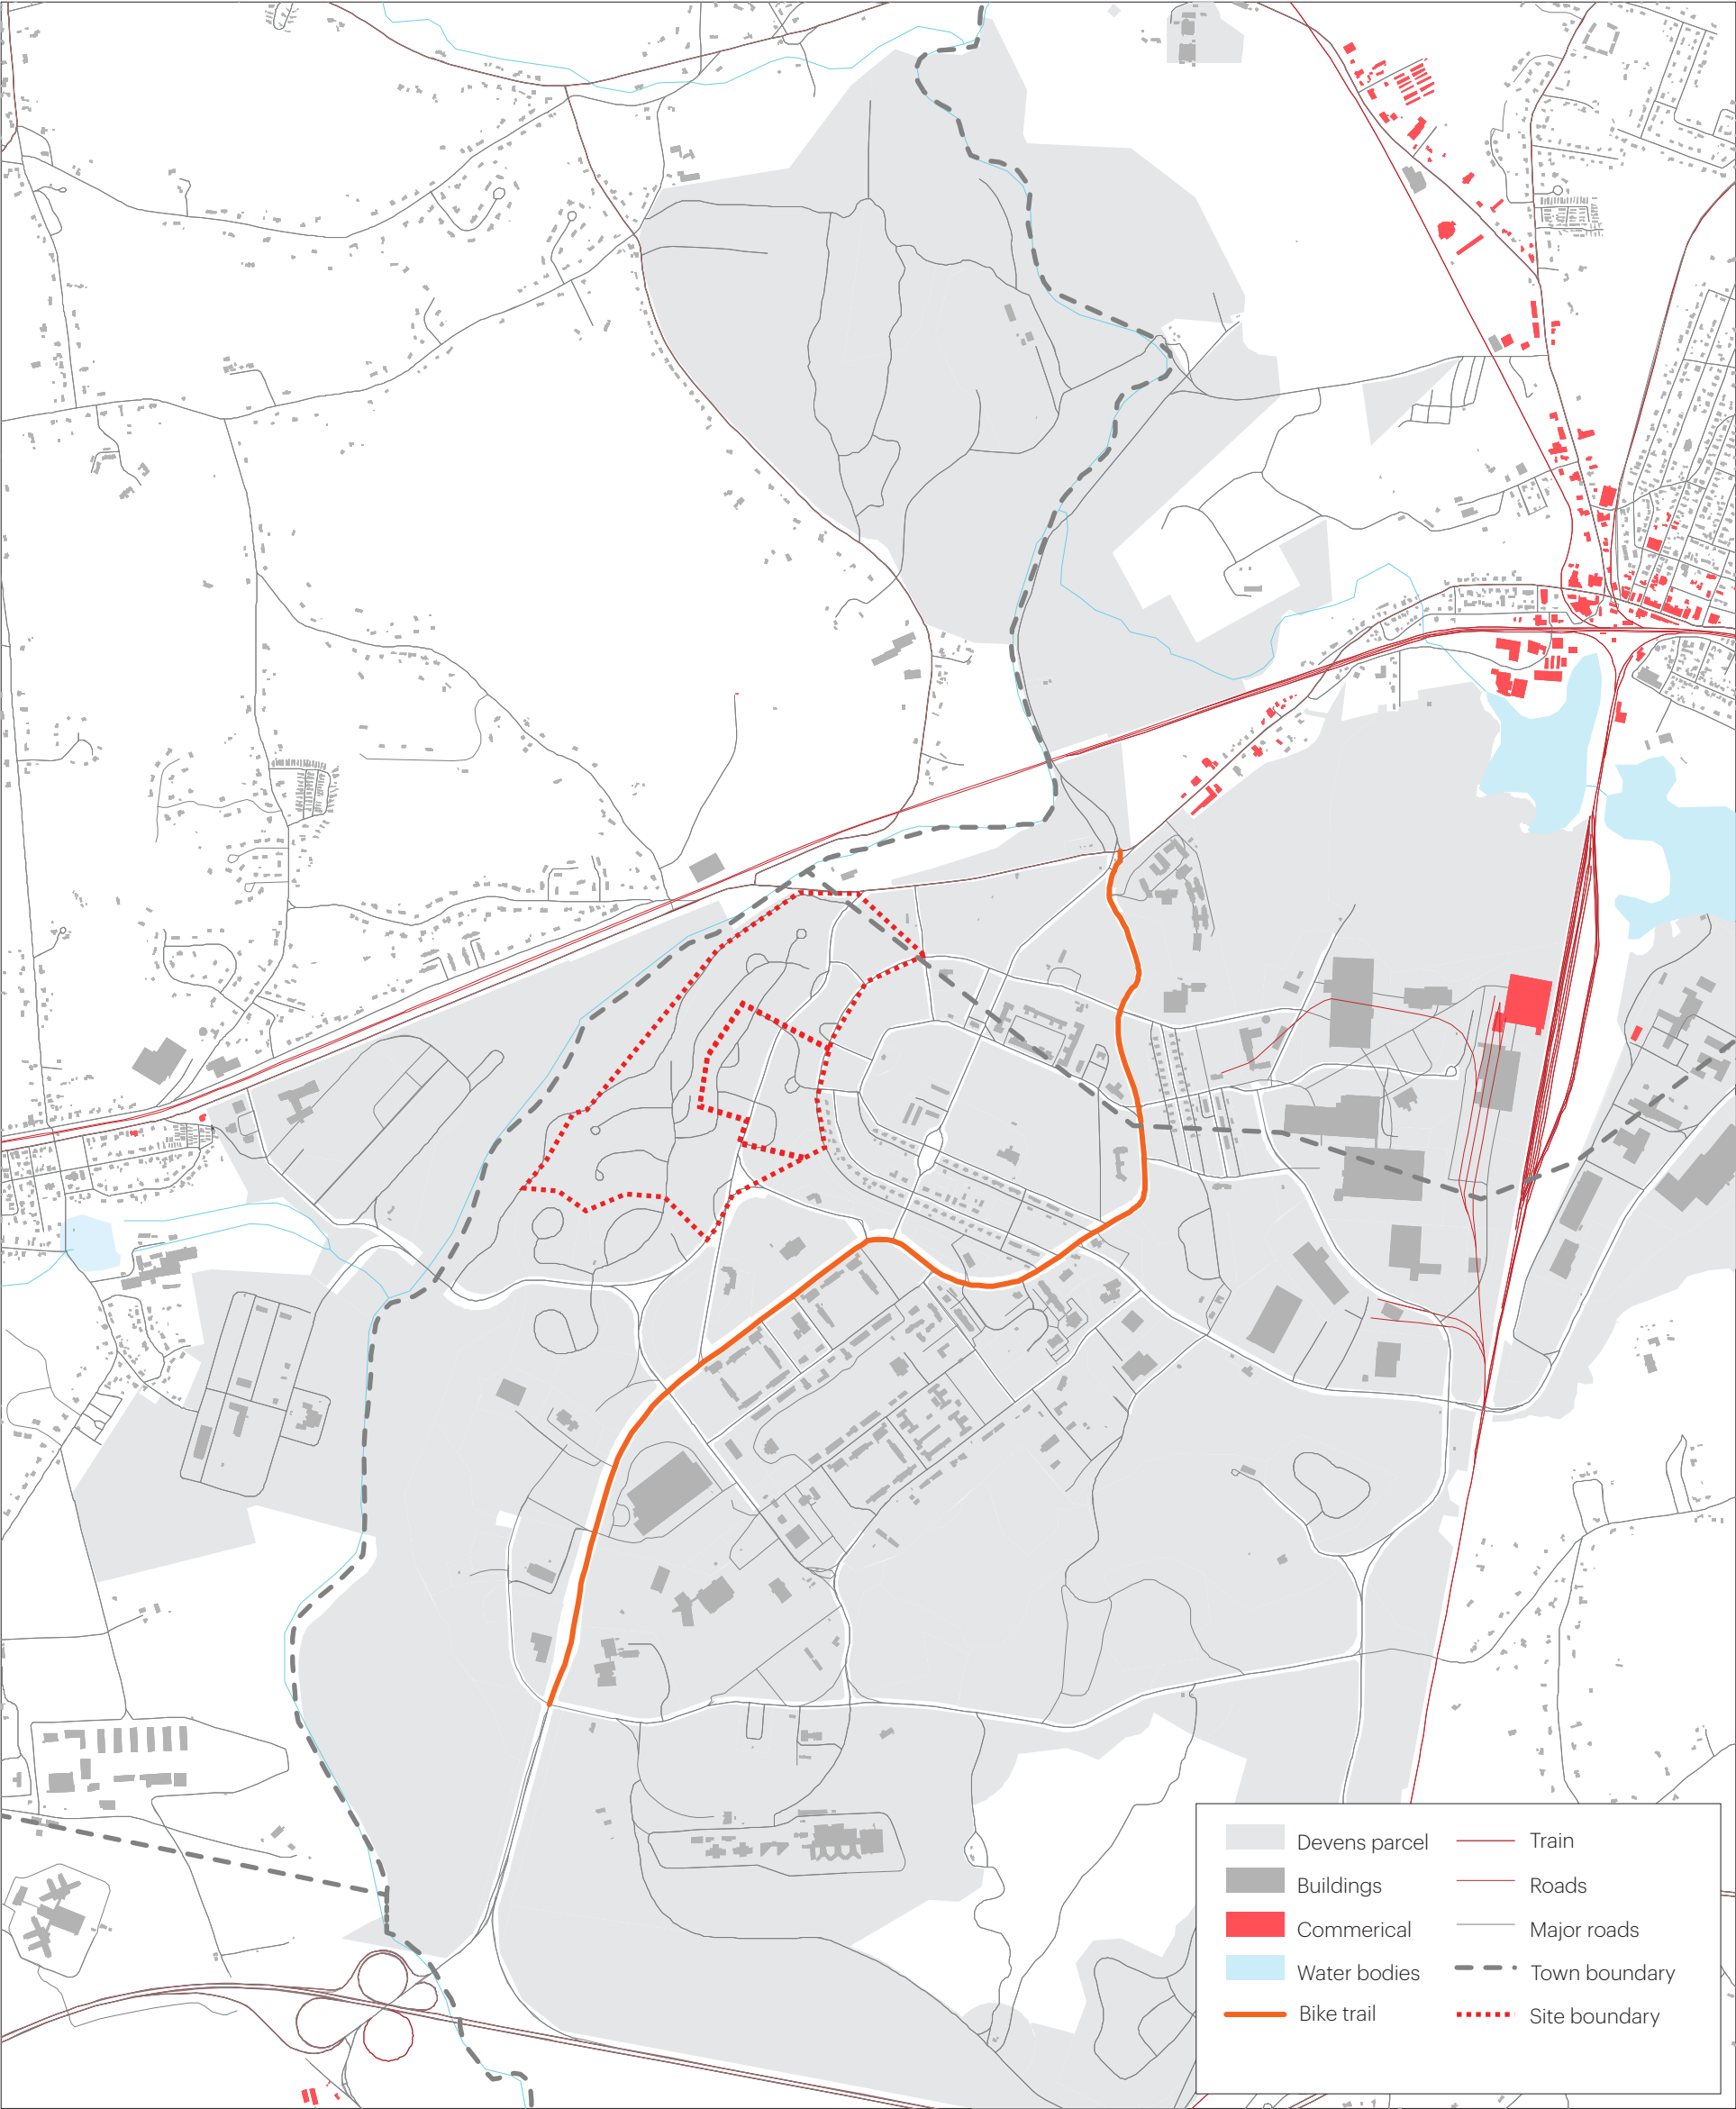 Devens parcel
Buildings
Commerical
Water bodies
Bike trail
Train
Roads
Major roads
Town boundary
Site boundary